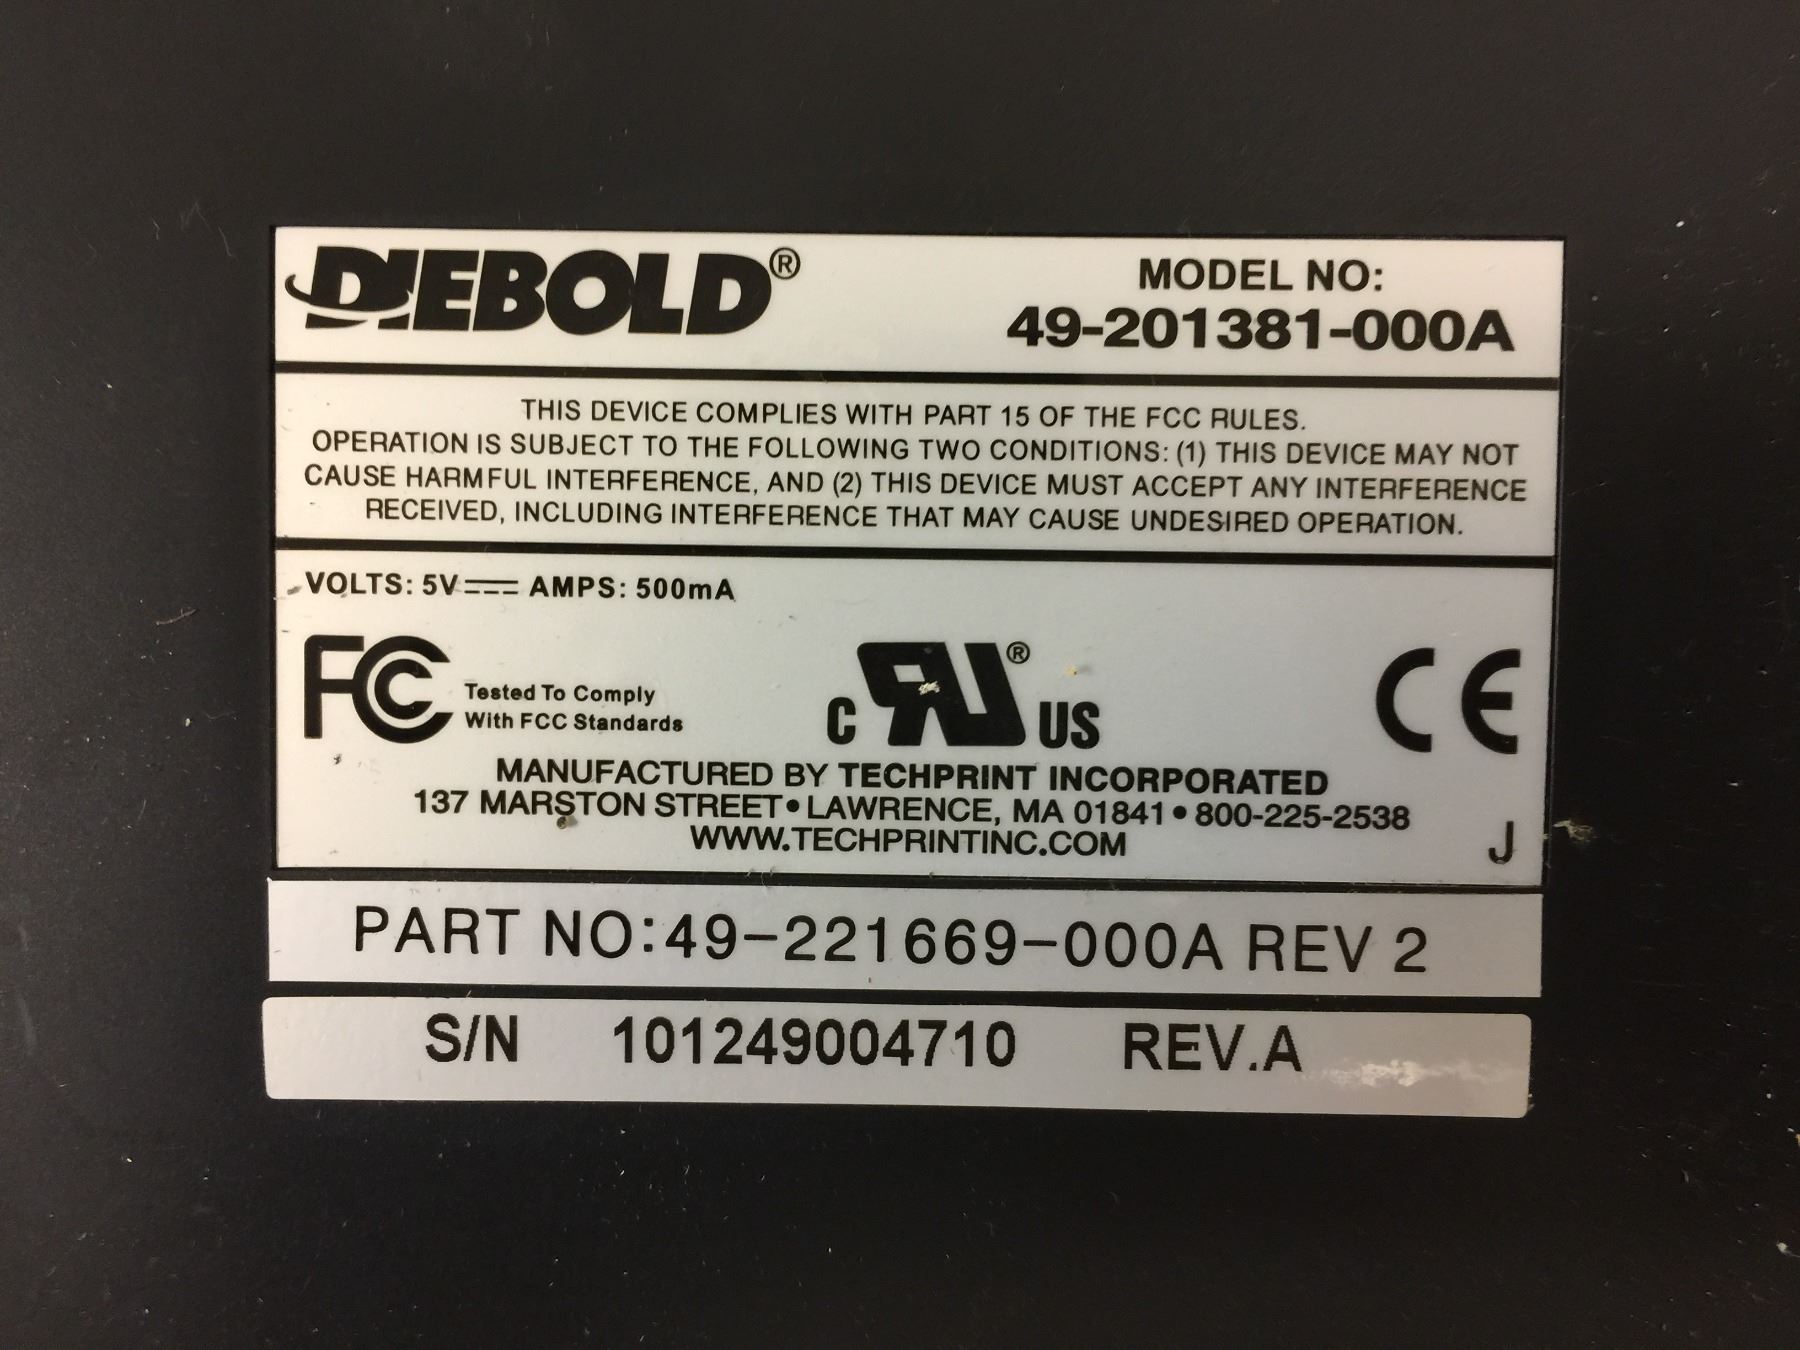 DIEBOLD®
MODEL NO:
49-201381-000A
THIS DEVICE COMPLIES WITH PART 15 OF THE FCC RULES.
OPERATION IS SUBJECT TO THE FOLLOWING TWO CONDITIONS: (1) THIS DEVICE MAY NOT
CAUSE HARMFUL INTERFERENCE, AND (2) THIS DEVICE MUST ACCEPT ANY INTERFERENCE
RECEIVED, INCLUDING INTERFERENCE THAT MAY CAUSE UNDESIRED OPERATION.
VOLTS: 5V⎓ AMPS: 500mA
FC Tested To Comply
With FCC Standards
c RU® US
CE
MANUFACTURED BY TECHPRINT INCORPORATED
137 MARSTON STREET • LAWRENCE, MA 01841 • 800-225-2538
WWW.TECHPRINTINC.COM
J
PART NO:49-221669-000A REV 2
S/N 101249004710 REV.A